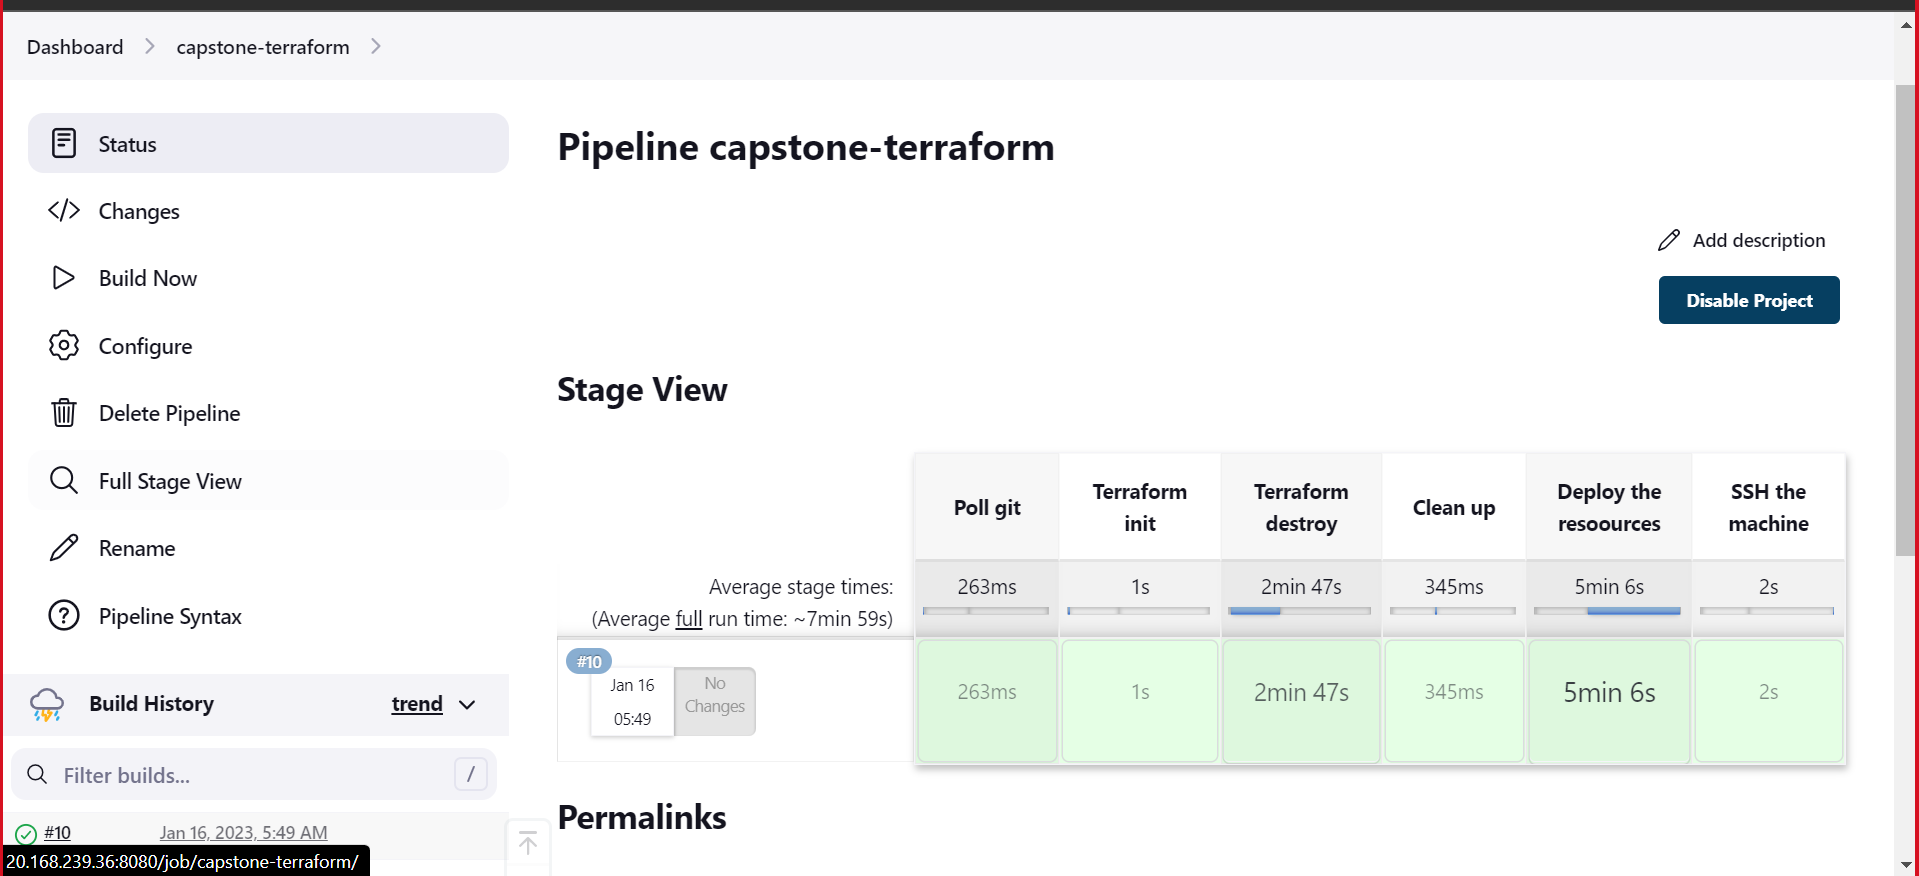 Dashboard
capstone-terraform
Status
Changes
Build Now
Configure
Delete Pipeline
Full Stage View
Rename
Pipeline Syntax
Build History
trend
Filter builds...
/
#10
Jan 16, 2023, 5:49 AM
20.168.239.36:8080/job/capstone-terraform/
Pipeline capstone-terraform
Add description
Disable Project
Stage View
Poll git
Terraform
init
Terraform
destroy
Clean up
Deploy the
resoources
SSH the
machine
Average stage times:
(Average full run time: ~7min 59s)
263ms
1s
2min 47s
345ms
5min 6s
2s
#10
Jan 16
05:49
No
Changes
263ms
1s
2min 47s
345ms
5min 6s
2s
Permalinks